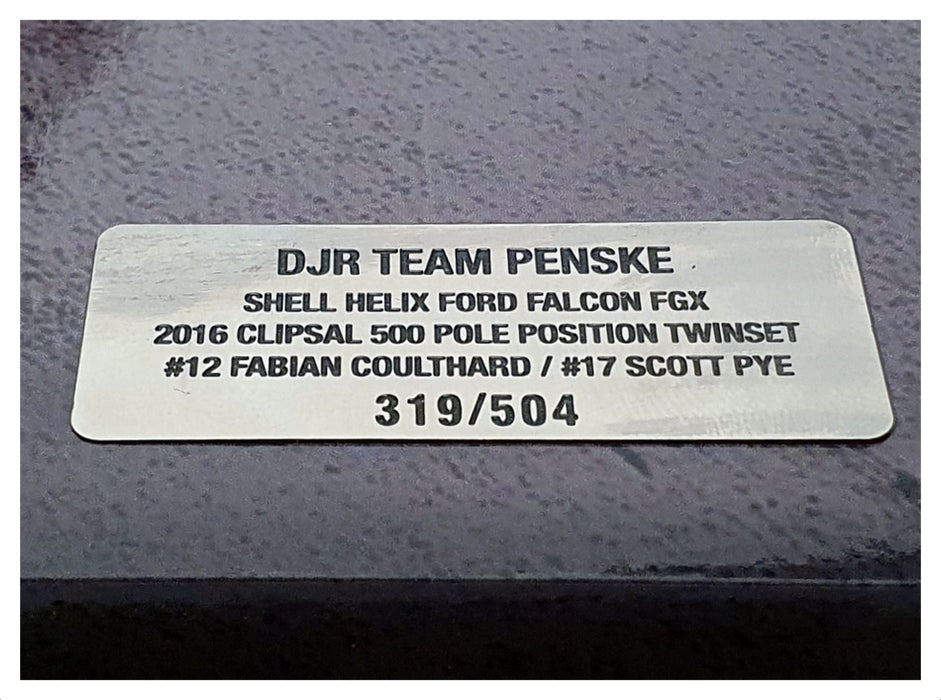 DJR TEAM PENSKE
SHELL HELIX FORD FALCON FGX
2016 CLIPSAL 500 POLE POSITION TWINSET
#12 FABIAN COULTHARD / #17 SCOTT PYE
319/504